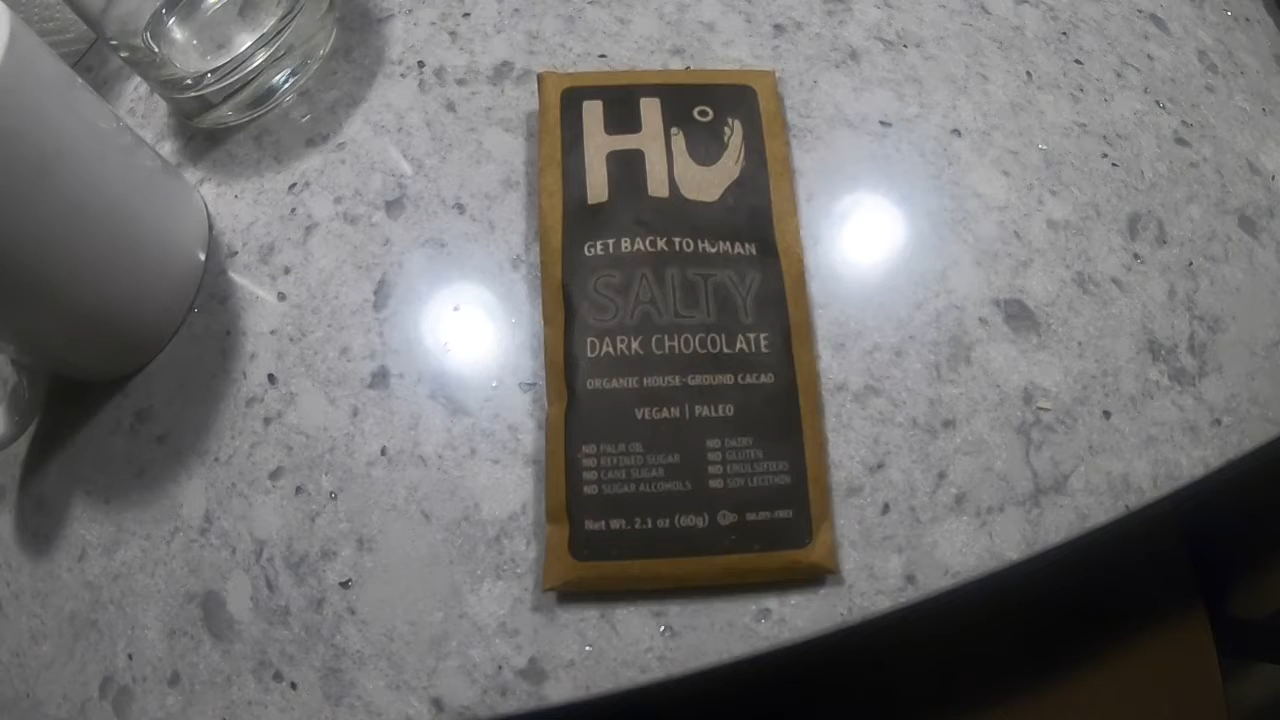 Hu
GET BACK TO HUMAN
SALTY
DARK CHOCOLATE
ORGANIC HOUSE-GROUND CACAO
VEGAN | PALEO
NO PALM OIL
NO REFINED SUGAR
NO CANE SUGAR
NO SUGAR ALCOHOLS
NO DAIRY
NO GLUTEN
NO EMULSIFIERS
NO SOY LECITHIN
Net Wt. 2.1 oz (60g)
DAIRY-FREE